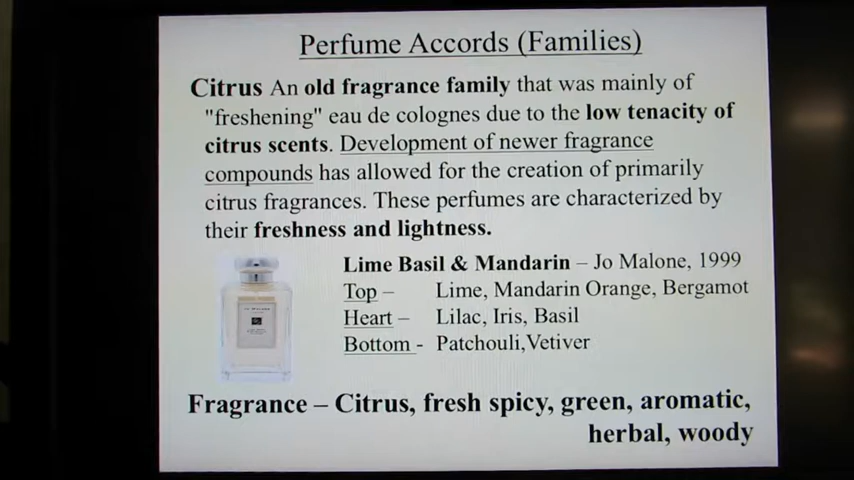 Perfume Accords (Families)
Citrus An old fragrance family that was mainly of
"freshening" eau de colognes due to the low tenacity of
citrus scents. Development of newer fragrance
compounds has allowed for the creation of primarily
citrus fragrances. These perfumes are characterized by
their freshness and lightness.
Lime Basil & Mandarin – Jo Malone, 1999
Top – Lime, Mandarin Orange, Bergamot
Heart – Lilac, Iris, Basil
Bottom - Patchouli,Vetiver
Fragrance – Citrus, fresh spicy, green, aromatic,
herbal, woody